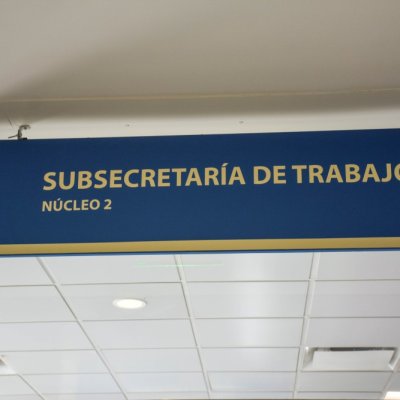 SUBSECRETARÍA DE TRABAJO
NÚCLEO 2